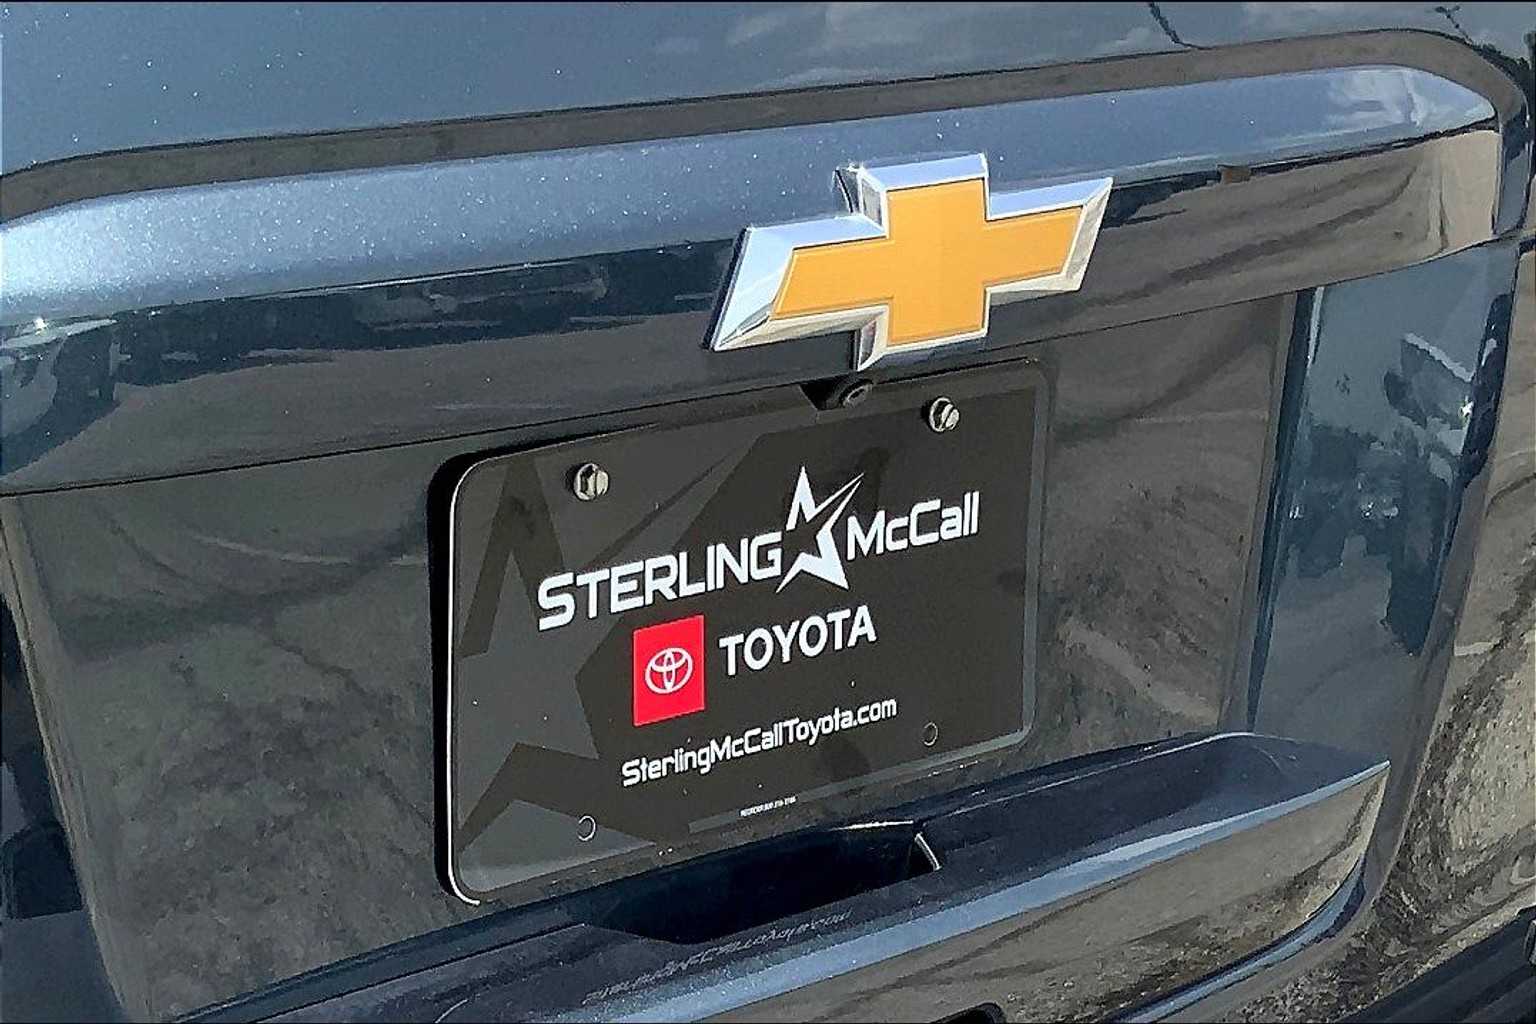 STERLING McCall
TOYOTA
SterlingMcCallToyota.com